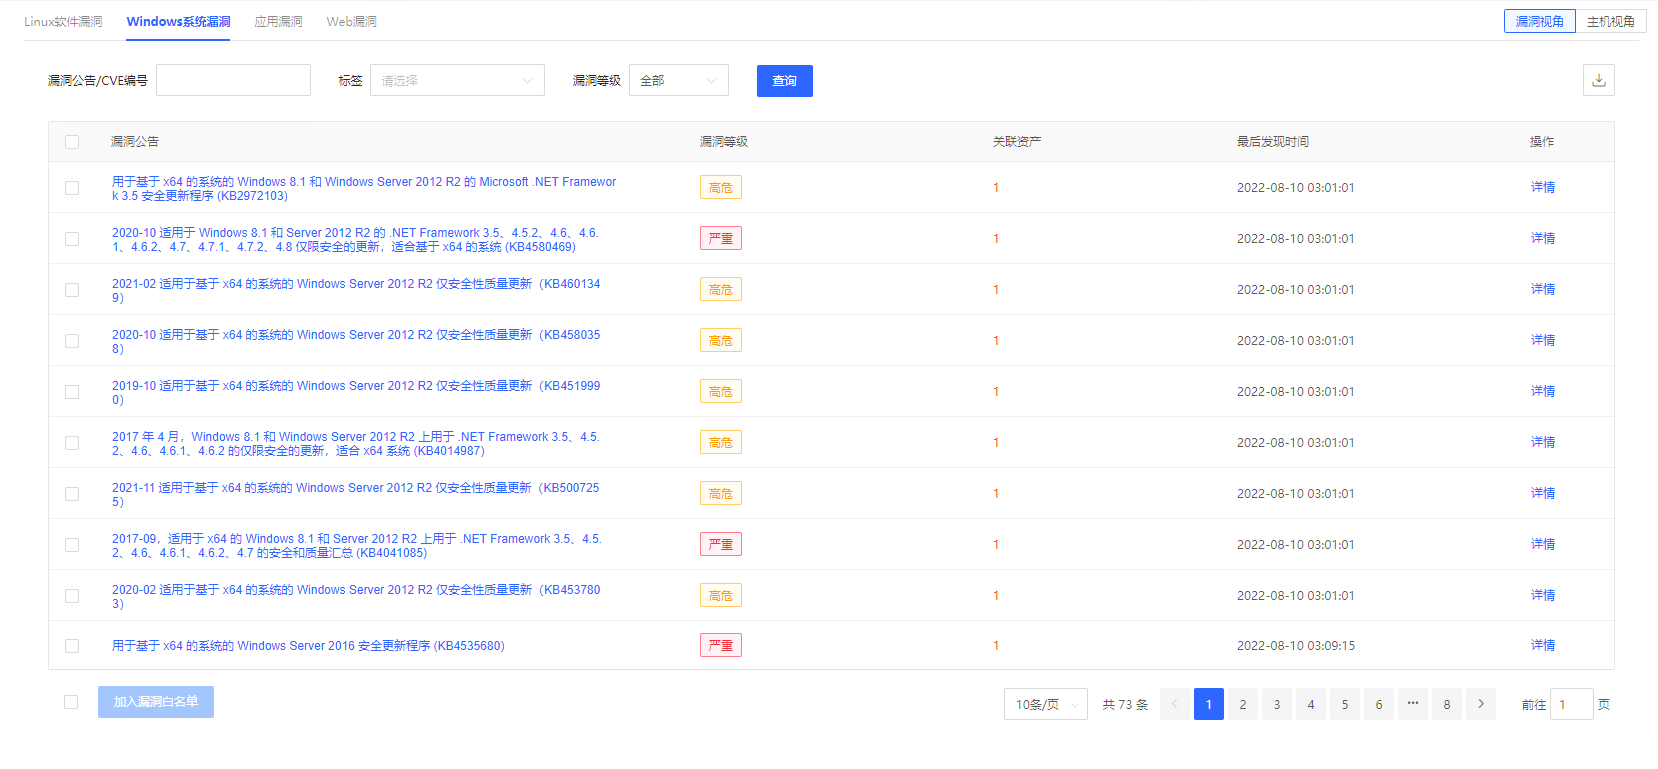 Linux软件漏洞 Windows系统漏洞 应用漏洞 Web漏洞 漏洞视角 主机视角
漏洞公告/CVE编号 标签 请选择 漏洞等级 全部 查询
漏洞公告 漏洞等级 关联资产 最后发现时间 操作
用于基于 x64 的系统的 Windows 8.1 和 Windows Server 2012 R2 的 Microsoft .NET Framewor
k 3.5 安全更新程序 (KB2972103)
高危 1 2022-08-10 03:01:01 详情
2020-10 适用于 Windows 8.1 和 Server 2012 R2 的 .NET Framework 3.5、4.5.2、4.6、4.6.
1、4.6.2、4.7、4.7.1、4.7.2、4.8 仅限安全的更新，适合基于 x64 的系统 (KB4580469)
严重 1 2022-08-10 03:01:01 详情
2021-02 适用于基于 x64 的系统的 Windows Server 2012 R2 仅安全性质量更新（KB460134
9）
高危 1 2022-08-10 03:01:01 详情
2020-10 适用于基于 x64 的系统的 Windows Server 2012 R2 仅安全性质量更新（KB458035
8）
高危 1 2022-08-10 03:01:01 详情
2019-10 适用于基于 x64 的系统的 Windows Server 2012 R2 仅安全性质量更新（KB451999
0）
高危 1 2022-08-10 03:01:01 详情
2017 年 4 月，Windows 8.1 和 Windows Server 2012 R2 上用于 .NET Framework 3.5、4.5.
2、4.6、4.6.1、4.6.2 的仅限安全的更新，适合 x64 系统 (KB4014987)
高危 1 2022-08-10 03:01:01 详情
2021-11 适用于基于 x64 的系统的 Windows Server 2012 R2 仅安全性质量更新（KB500725
5）
高危 1 2022-08-10 03:01:01 详情
2017-09，适用于 x64 的 Windows 8.1 和 Server 2012 R2 上用于 .NET Framework 3.5、4.5.
2、4.6、4.6.1、4.6.2、4.7 的安全和质量汇总 (KB4041085)
严重 1 2022-08-10 03:01:01 详情
2020-02 适用于基于 x64 的系统的 Windows Server 2012 R2 仅安全性质量更新（KB453780
3）
高危 1 2022-08-10 03:01:01 详情
用于基于 x64 的系统的 Windows Server 2016 安全更新程序 (KB4535680) 严重 1 2022-08-10 03:09:15 详情
加入漏洞白名单 10条/页 共 73 条 1 2 3 4 5 6 ••• 8 前往 1 页